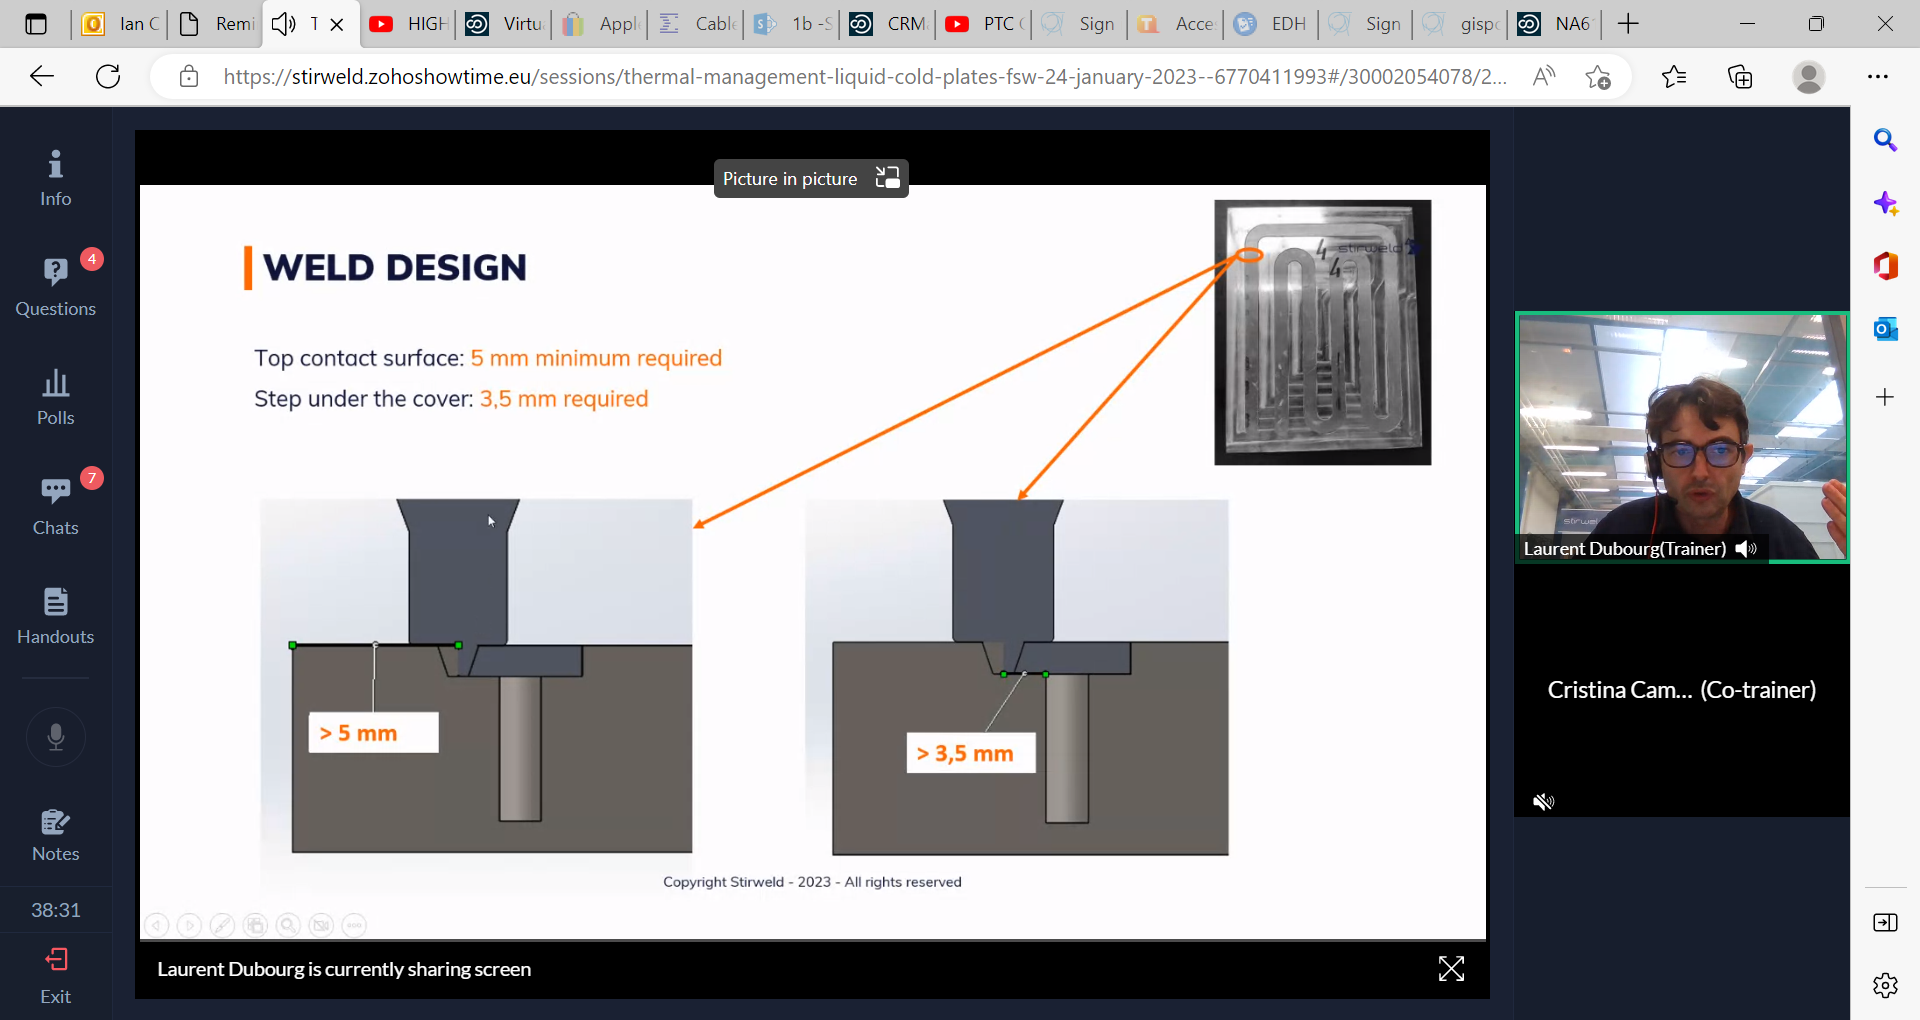 Ian C
Remi
T
HIGH
Virtu
Appl
Cable
1b -S
CRM
PTC
Sign
Acce
EDH
Sign
gisp
NA6
https://stirweld.zohoshowtime.eu/sessions/thermal-management-liquid-cold-plates-fsw-24-january-2023--6770411993#/30002054078/2...
Info
4
Questions
Polls
7
Chats
Handouts
Notes
38:31
Exit
Picture in picture
WELD DESIGN
Top contact surface: 5 mm minimum required
Step under the cover: 3,5 mm required
stirweld
4
4
> 5 mm
> 3,5 mm
Copyright Stirweld - 2023 - All rights reserved
Laurent Dubourg is currently sharing screen
Laurent Dubourg(Trainer)
Cristina Cam... (Co-trainer)